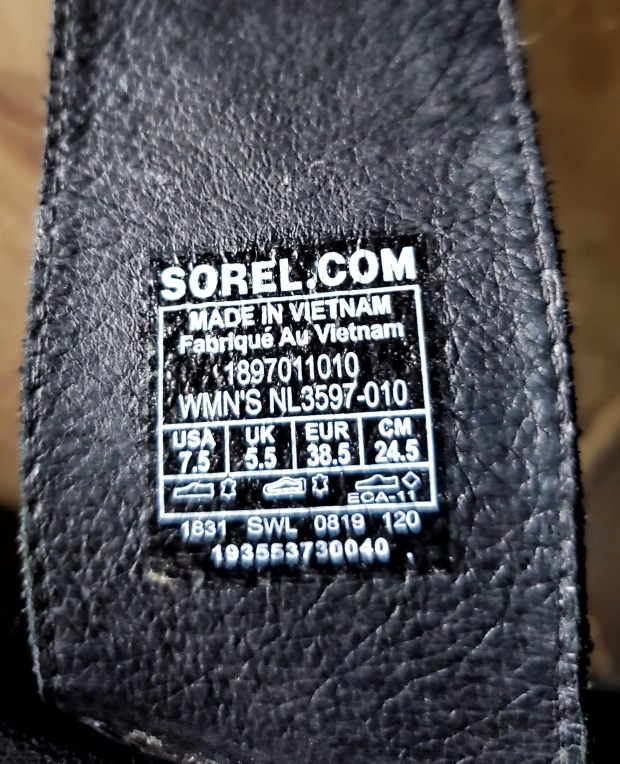 SOREL.COM
MADE IN VIETNAM
Fabriqué Au Vietnam
1897011010
WMN'S NL3597-010
USA UK EUR CM
7.5 5.5 38.5 24.5
ECA-11
1831 SWL 0819 120
193553730040